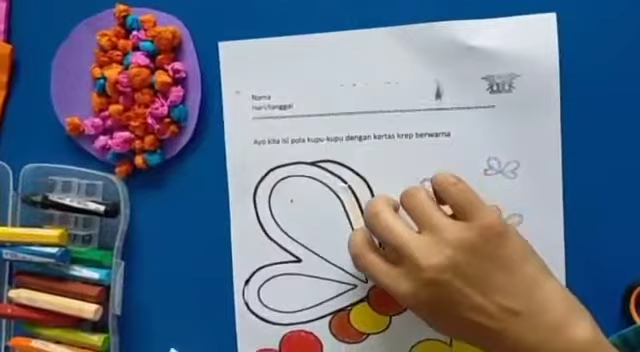 Nama
Hari/tanggal
Ayo kita isi pola kupu-kupu dengan kertas krep berwarna